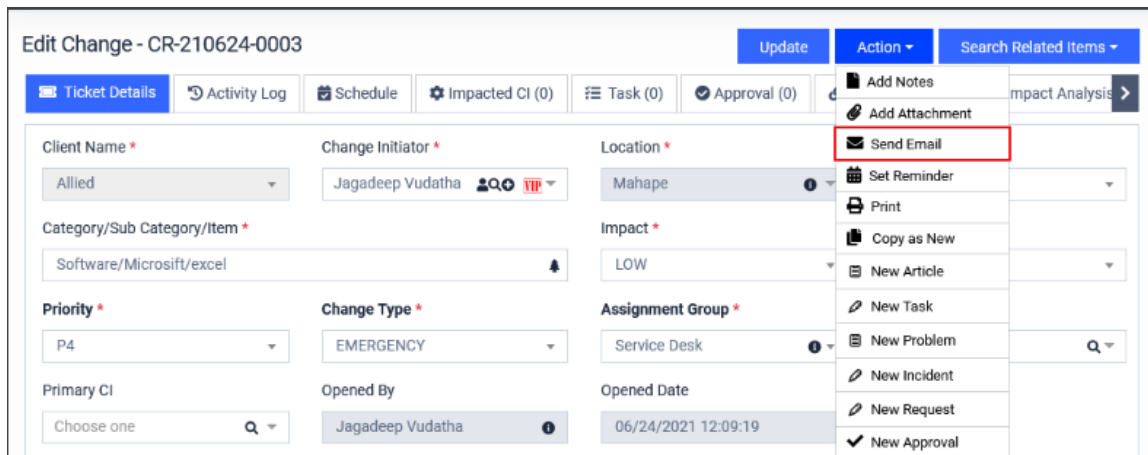 Edit Change - CR-210624-0003
Update Action Search Related Items
Ticket Details Activity Log Schedule Impacted CI (0) Task (0) Approval (0) mpact Analysis
Add Notes
Add Attachment
Send Email
Set Reminder
Print
Copy as New
New Article
New Task
New Problem
New Incident
New Request
New Approval
Client Name * Change Initiator * Location *
Allied Jagadeep Vudatha VIP Mahape
Category/Sub Category/Item * Impact *
Software/Microsift/excel LOW
Priority * Change Type * Assignment Group *
P4 EMERGENCY Service Desk
Primary CI Opened By Opened Date
Choose one Jagadeep Vudatha 06/24/2021 12:09:19